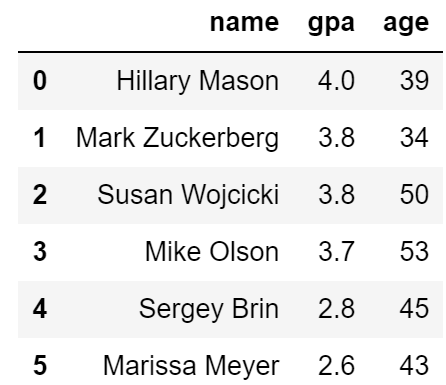 name gpa age
0 Hillary Mason 4.0 39
1 Mark Zuckerberg 3.8 34
2 Susan Wojcicki 3.8 50
3 Mike Olson 3.7 53
4 Sergey Brin 2.8 45
5 Marissa Meyer 2.6 43